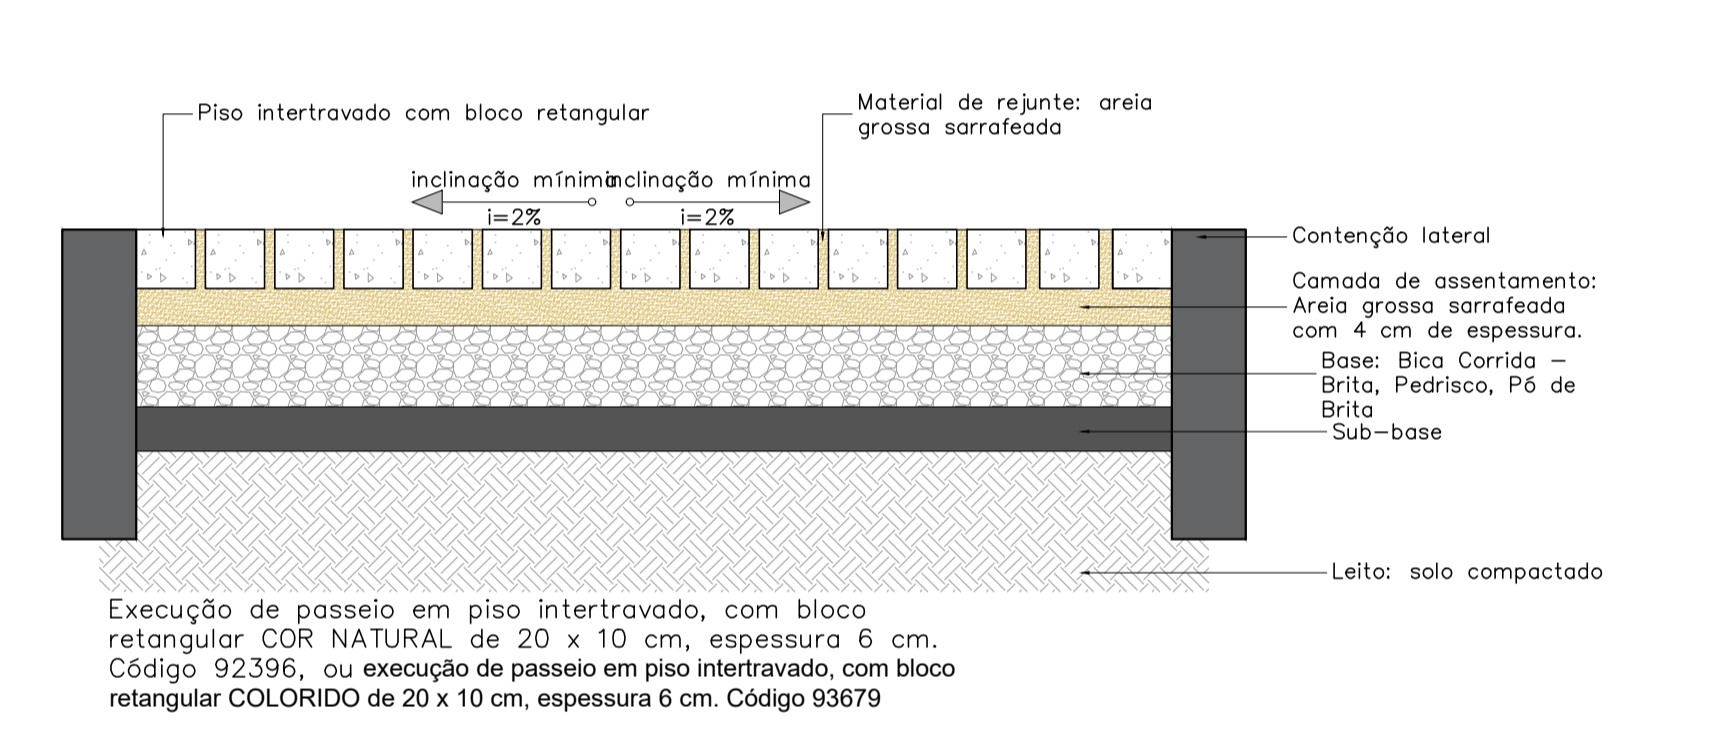 Piso intertravado com bloco retangular
Material de rejunte: areia
grossa sarrafeada
inclinação mínima
i=2%
inclinação mínima
i=2%
Contenção lateral
Camada de assentamento:
Areia grossa sarrafeada
com 4 cm de espessura.
Base: Bica Corrida –
Brita, Pedrisco, Pó de
Brita
Sub–base
Leito: solo compactado
Execução de passeio em piso intertravado, com bloco
retangular COR NATURAL de 20 x 10 cm, espessura 6 cm.
Código 92396, ou execução de passeio em piso intertravado, com bloco
retangular COLORIDO de 20 x 10 cm, espessura 6 cm. Código 93679